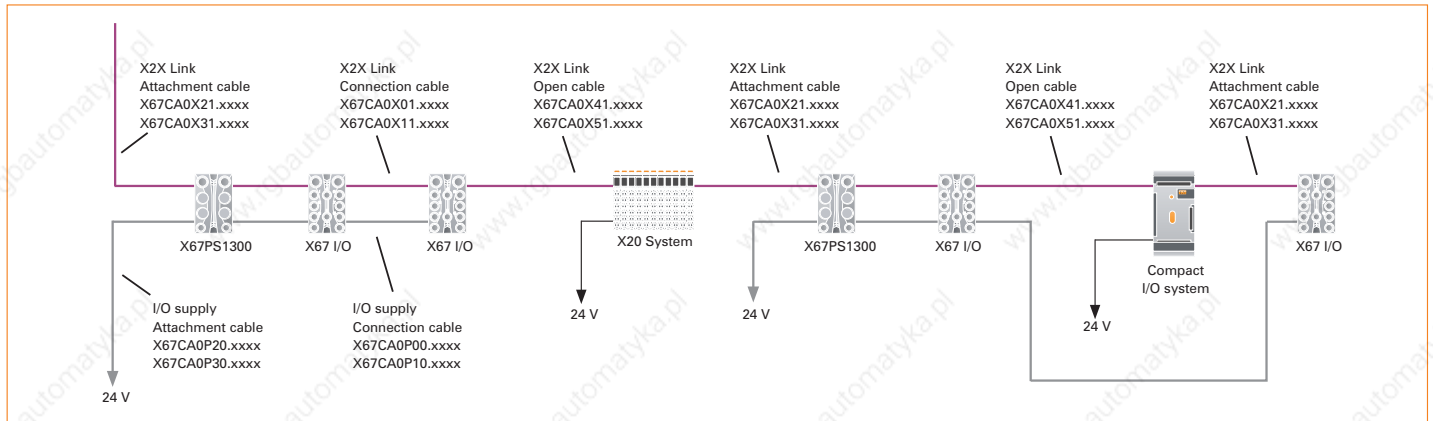 X2X Link
Attachment cable
X67CA0X21.xxxx
X67CA0X31.xxxx
X2X Link
Connection cable
X67CA0X01.xxxx
X67CA0X11.xxxx
X2X Link
Open cable
X67CA0X41.xxxx
X67CA0X51.xxxx
X2X Link
Attachment cable
X67CA0X21.xxxx
X67CA0X31.xxxx
X2X Link
Open cable
X67CA0X41.xxxx
X67CA0X51.xxxx
X2X Link
Attachment cable
X67CA0X21.xxxx
X67CA0X31.xxxx
X67PS1300
X67 I/O
X67 I/O
X20 System
X67PS1300
X67 I/O
Compact
I/O system
X67 I/O
I/O supply
Attachment cable
X67CA0P20.xxxx
X67CA0P30.xxxx
I/O supply
Connection cable
X67CA0P00.xxxx
X67CA0P10.xxxx
24 V
24 V
24 V
24 V
www.rgbautomatyka.pl